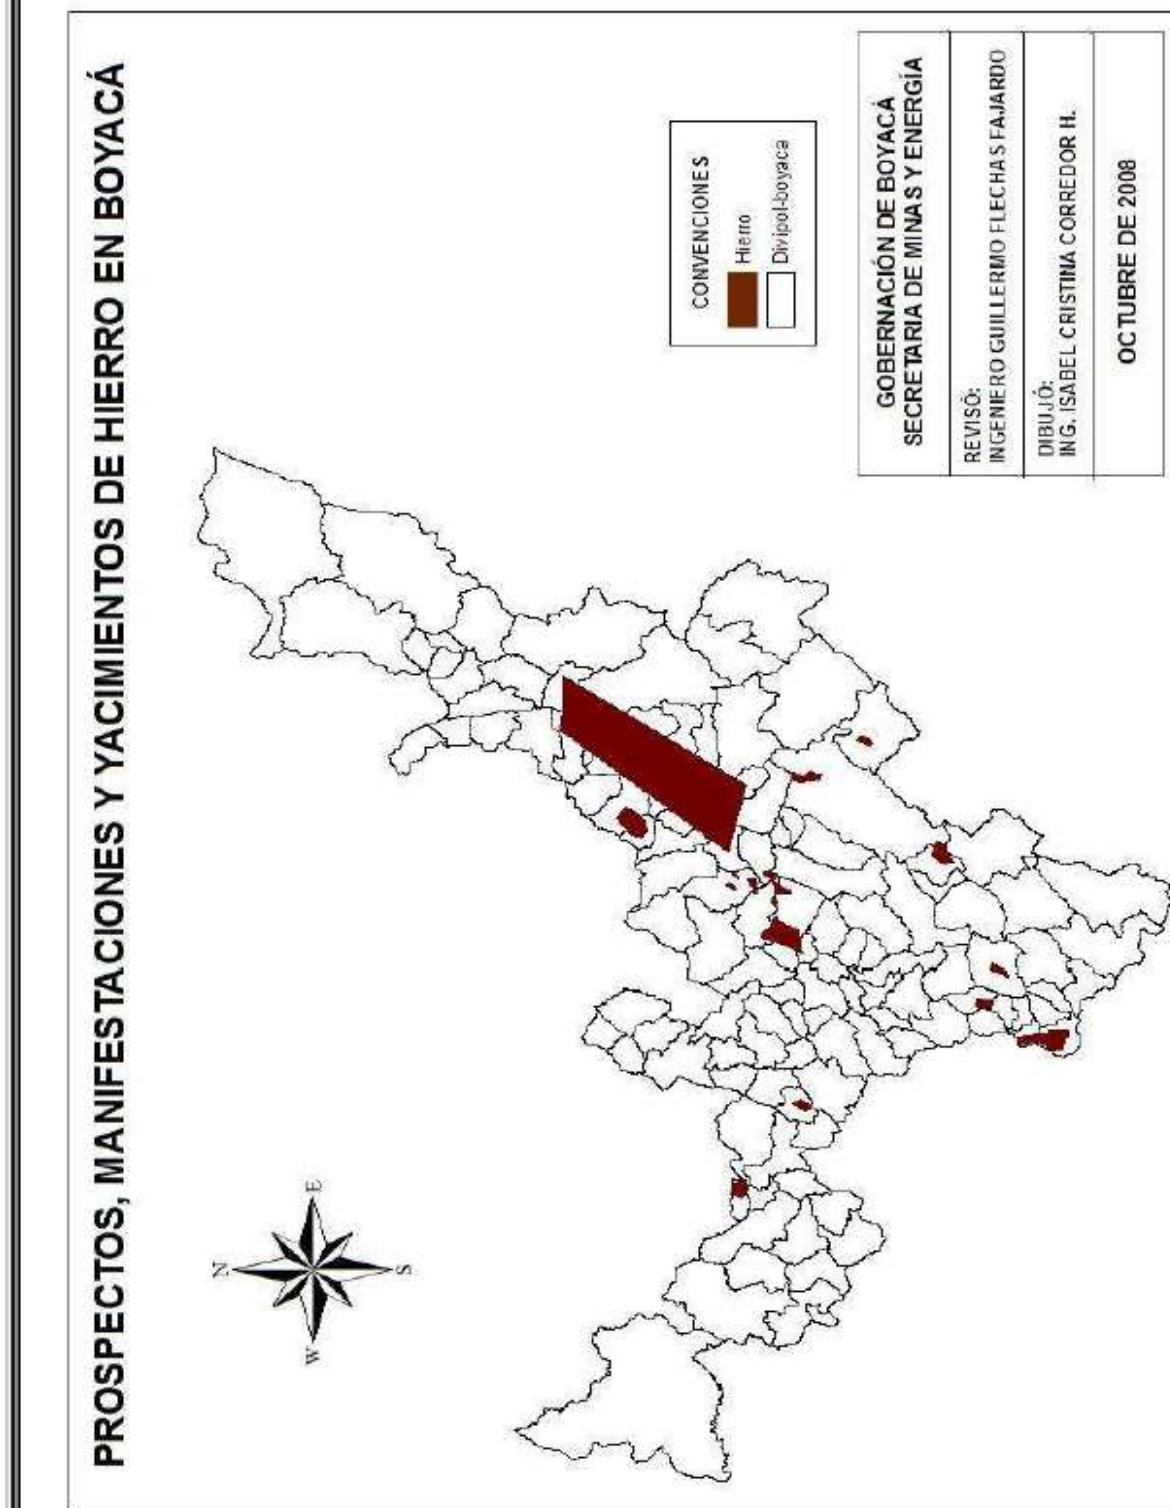 PROSPECTOS, MANIFESTACIONES Y YACIMIENTOS DE HIERRO EN BOYACÁ
N
W
E
S
CONVENCIONES
Hierro
Divipol-boyaca
GOBERNACIÓN DE BOYACÁ
SECRETARIA DE MINAS Y ENERGÍA
REVISÓ:
INGENIERO GUILLERMO FLECHAS FAJARDO
DIBUJÓ:
ING. ISABEL CRISTINA CORREDOR H.
OCTUBRE DE 2008